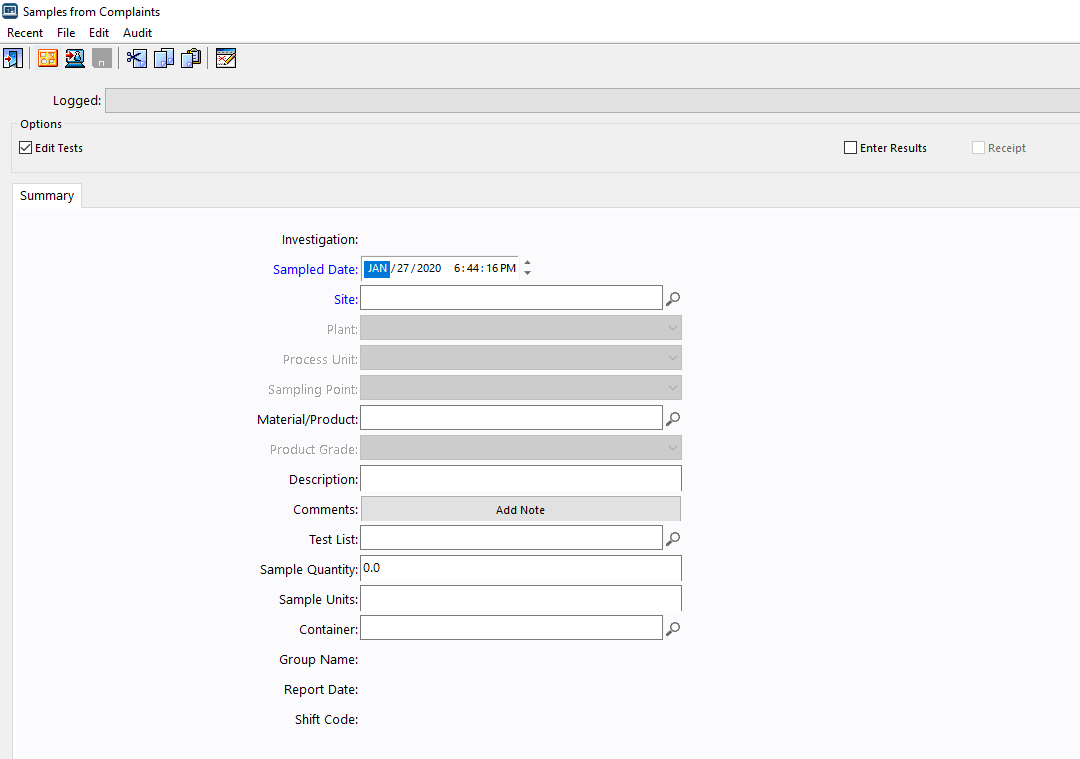 Samples from Complaints
Recent File Edit Audit
n
Logged:
Options
Edit Tests Enter Results Receipt
Summary
Investigation:
Sampled Date: JAN/27/2020 6:44:16 PM
Site:
Plant:
Process Unit:
Sampling Point:
Material/Product:
Product Grade:
Description:
Comments: Add Note
Test List:
Sample Quantity: 0.0
Sample Units:
Container:
Group Name:
Report Date:
Shift Code: